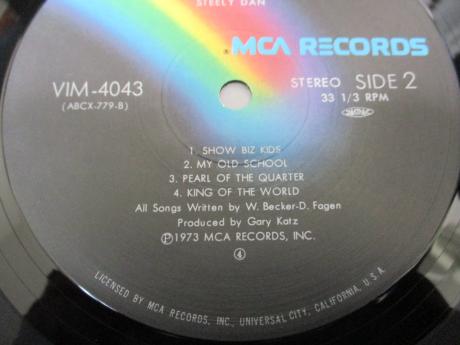 STEELY DAN
MCA RECORDS
VIM-4043
(ABCX-779-B)
STEREO SIDE 2
33 1/3 RPM
1. SHOW BIZ KIDS
2. MY OLD SCHOOL
3. PEARL OF THE QUARTER
4. KING OF THE WORLD
All Songs Written by W. Becker-D. Fagen
Produced by Gary Katz
Ⓟ1973 MCA RECORDS, INC.
④
LICENSED BY MCA RECORDS, INC., UNIVERSAL CITY, CALIFORNIA, U.S.A.